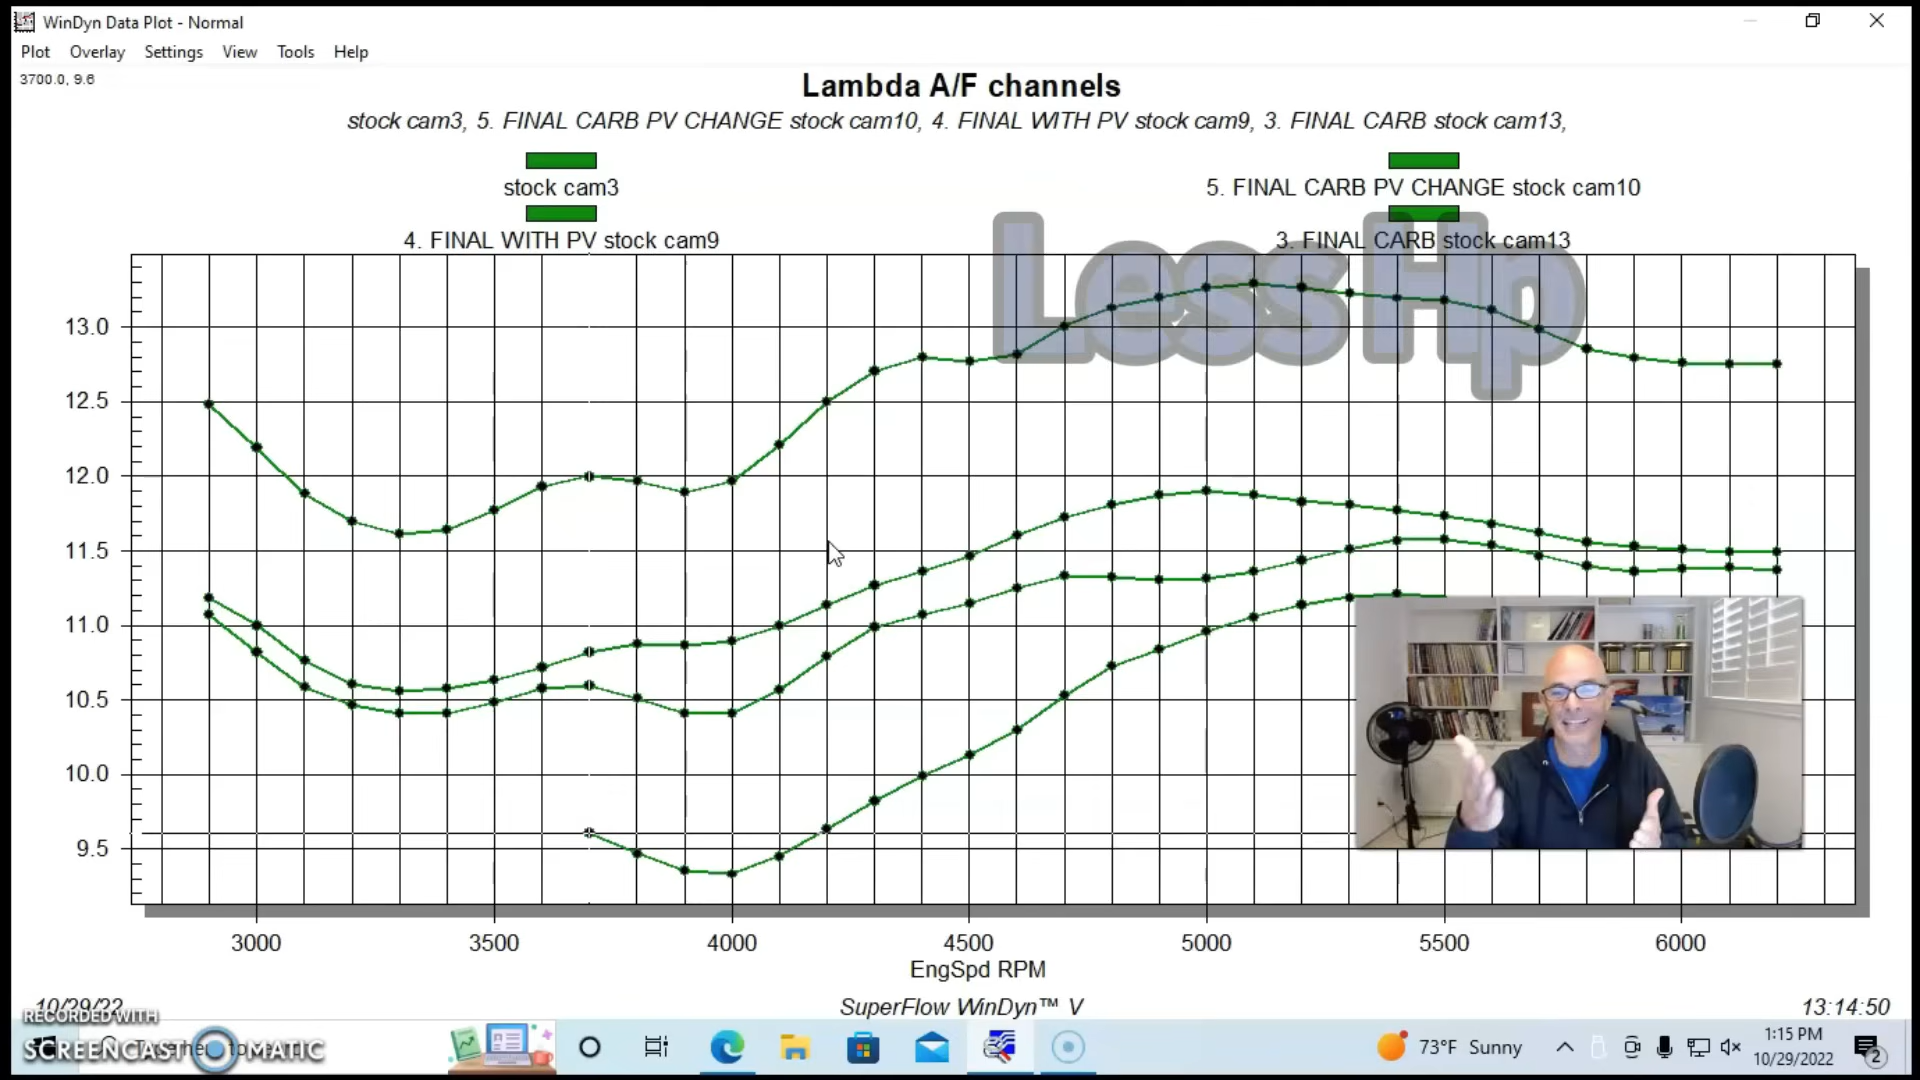 WinDyn Data Plot - Normal
Plot Overlay Settings View Tools Help
3700.0, 9.6
Lambda A/F channels
stock cam3, 5. FINAL CARB PV CHANGE stock cam10, 4. FINAL WITH PV stock cam9, 3. FINAL CARB stock cam13,
stock cam3
5. FINAL CARB PV CHANGE stock cam10
4. FINAL WITH PV stock cam9
3. FINAL CARB stock cam13
Less Hp
13.0
12.5
12.0
11.5
11.0
10.5
10.0
9.5
3000 3500 4000 4500 5000 5500 6000
EngSpd RPM
10/29/22
SuperFlow WinDyn™ V
13:14:50
RECORDED WITH
SCREENCAST MATIC
73°F Sunny
1:15 PM
10/29/2022
2